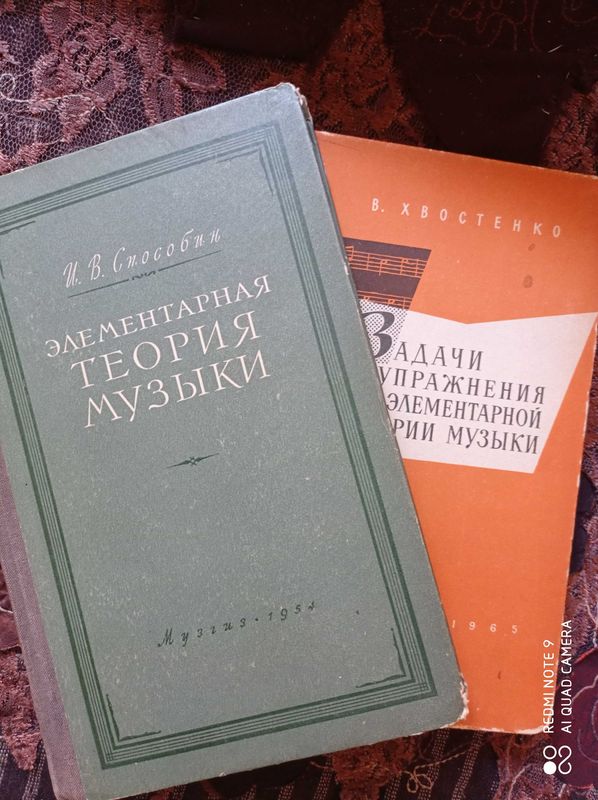 И. В. Способин
ЭЛЕМЕНТАРНАЯ
ТЕОРИЯ
МУЗЫКИ
Музгиз • 1954
В. ХВОСТЕНКО
ЗАДАЧИ
УПРАЖНЕНИЯ
ЭЛЕМЕНТАРНОЙ
РИИ МУЗЫКИ
1965
REDMI NOTE 9
AI QUAD CAMERA